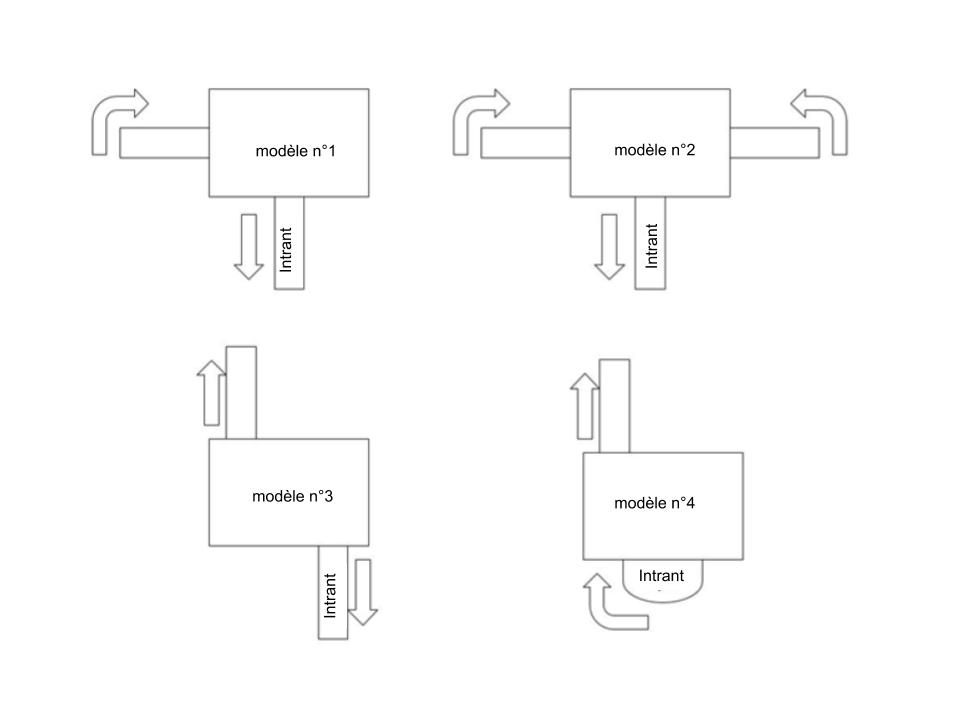 modèle n°1
Intrant
modèle n°2
Intrant
modèle n°3
Intrant
modèle n°4
Intrant